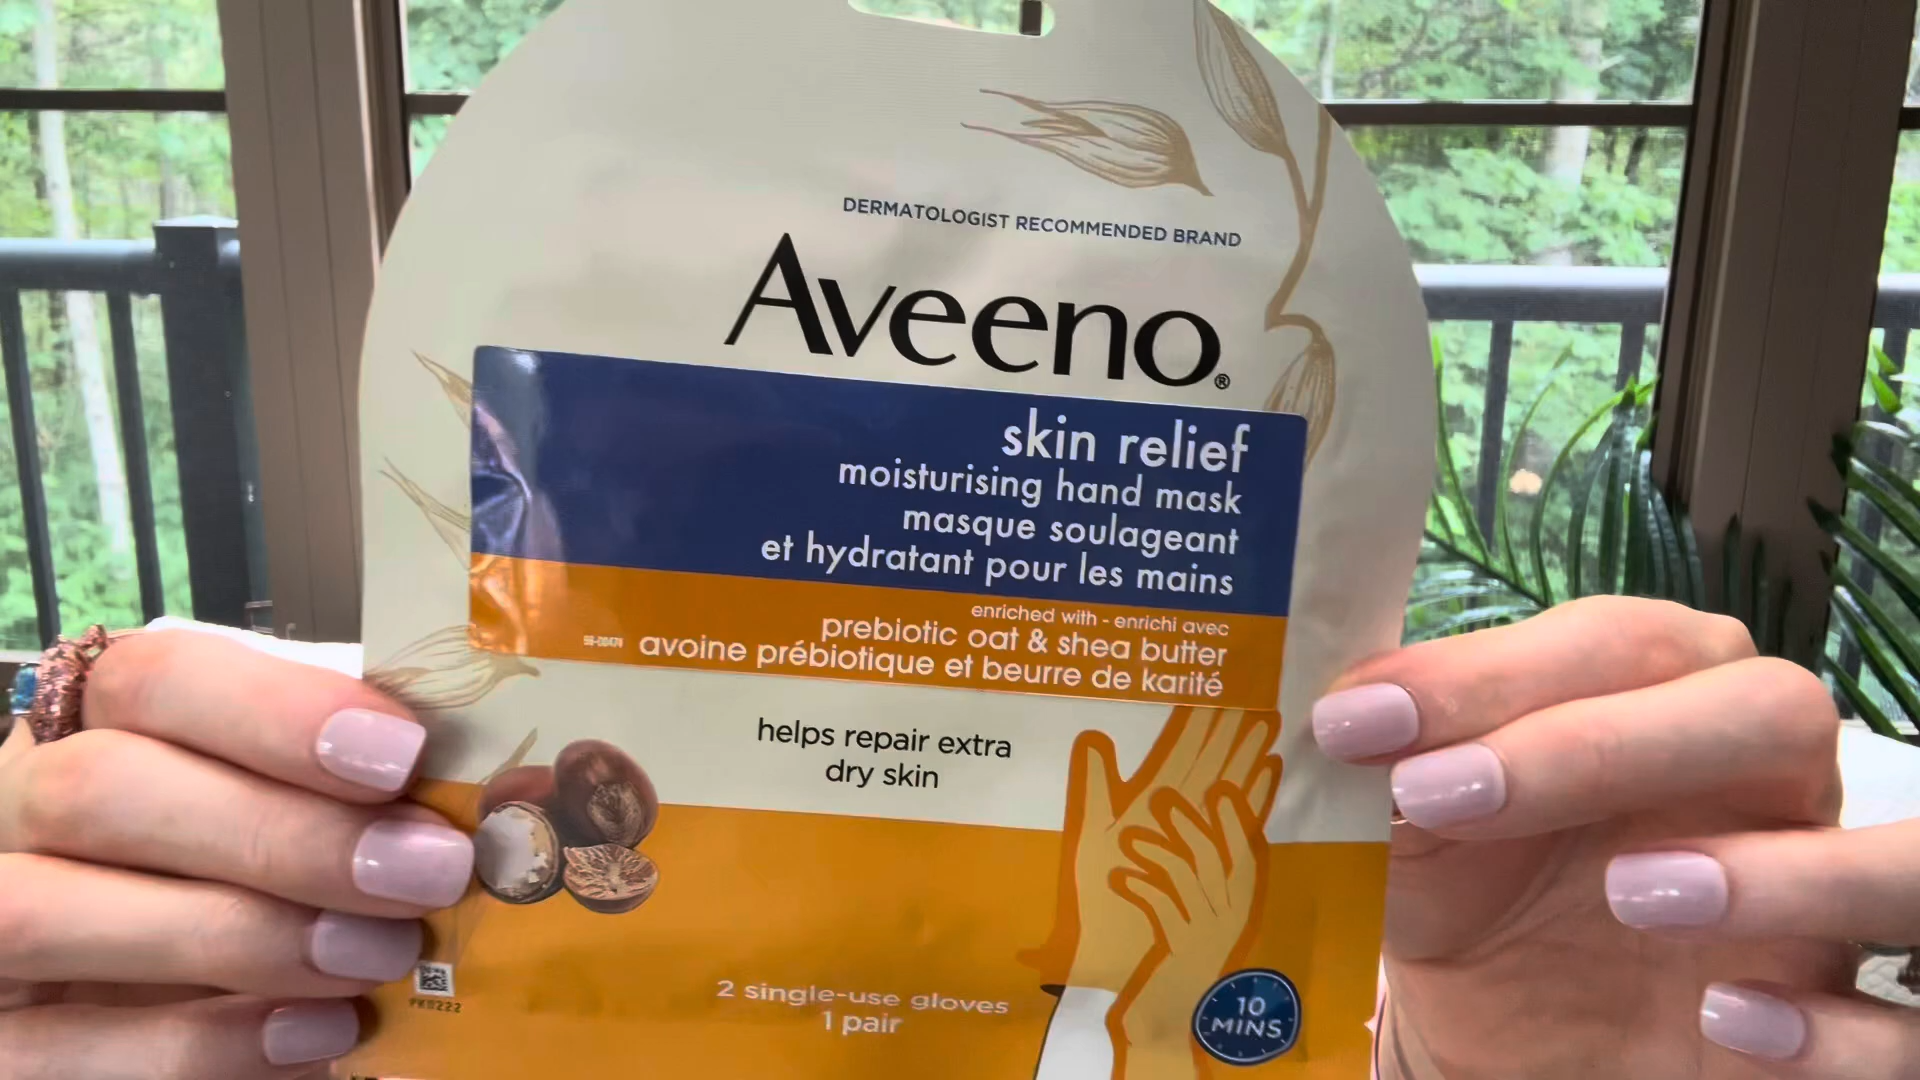 DERMATOLOGIST RECOMMENDED BRAND
Aveeno®
skin relief
moisturising hand mask
masque soulageant
et hydratant pour les mains
enriched with - enrichi avec
prebiotic oat & shea butter
avoine prébiotique et beurre de karité
helps repair extra
dry skin
2 single-use gloves
1 pair
10
MINS